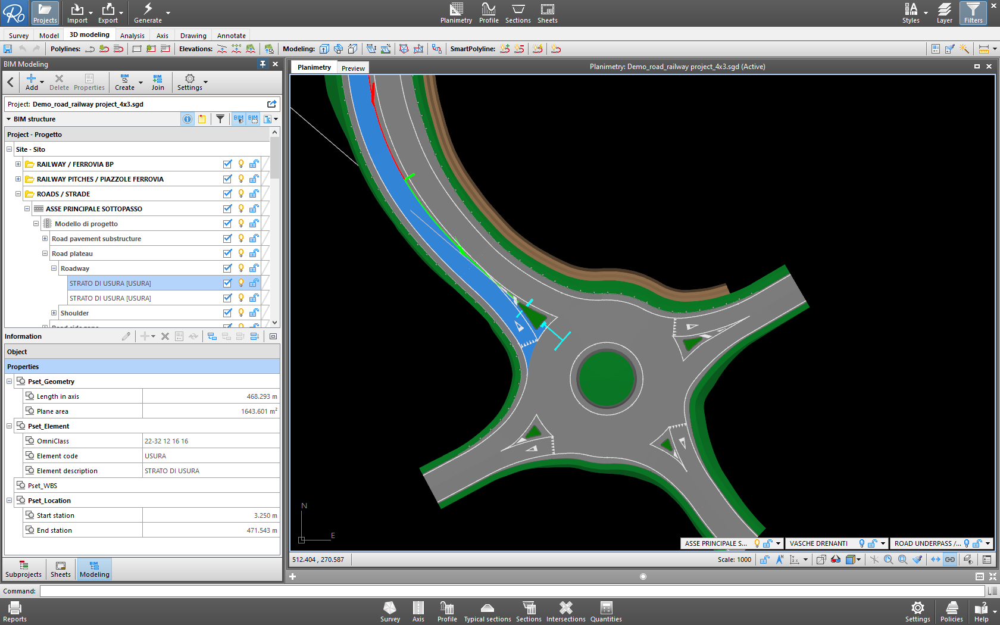 Ro
Projects
Import
Export
Generate
Planimetry
Profile
Sections
Sheets
Styles
Layer
Filters
Survey
Model
3D modeling
Analysis
Axis
Drawing
Annotate
Polylines:
Elevations:
Modeling:
SmartPolyline:
BIM Modeling
Planimetry
Preview
Planimetry: Demo_road_railway project_4x3.sgd (Active)
Add
Delete
Properties
BIM
Create
BIM
Join
Settings
Project: Demo_road_railway project_4x3.sgd
BIM structure
BIM
BIM
Project - Progetto
Site - Sito
RAILWAY / FERROVIA BP
RAILWAY PITCHES / PIAZZOLE FERROVIA
ROADS / STRADE
ASSE PRINCIPALE SOTTOPASSO
Modello di progetto
Road pavement substructure
Road plateau
Roadway
STRATO DI USURA [USURA]
STRATO DI USURA [USURA]
Shoulder
Information
Object
Properties
Pset_Geometry
Length in axis 468.293 m
Plane area 1643.601 m²
Pset_Element
OmniClass 22-32 12 16 16
Element code USURA
Element description STRATO DI USURA
Pset_WBS
Pset_Location
Start station 3.250 m
End station 471.543 m
N
E
ASSE PRINCIPALE S...
VASCHE DRENANTI
ROAD UNDERPASS /...
512.404 , 270.587
Scale: 1000
Subprojects
Sheets
BIM
Modeling
Command:
Reports
Survey
Axis
Profile
Typical sections
Sections
Intersections
Quantities
Settings
Policies
Help